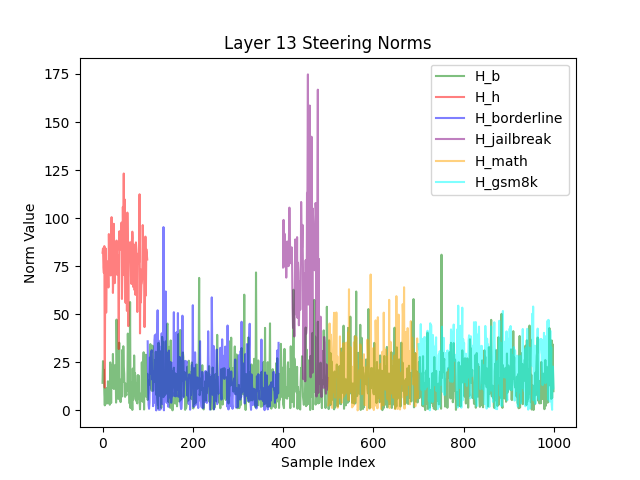 Layer 13 Steering Norms
Norm Value
175
150
125
100
75
50
25
0
H_b
H_h
H_borderline
H_jailbreak
H_math
H_gsm8k
0 200 400 600 800 1000
Sample Index